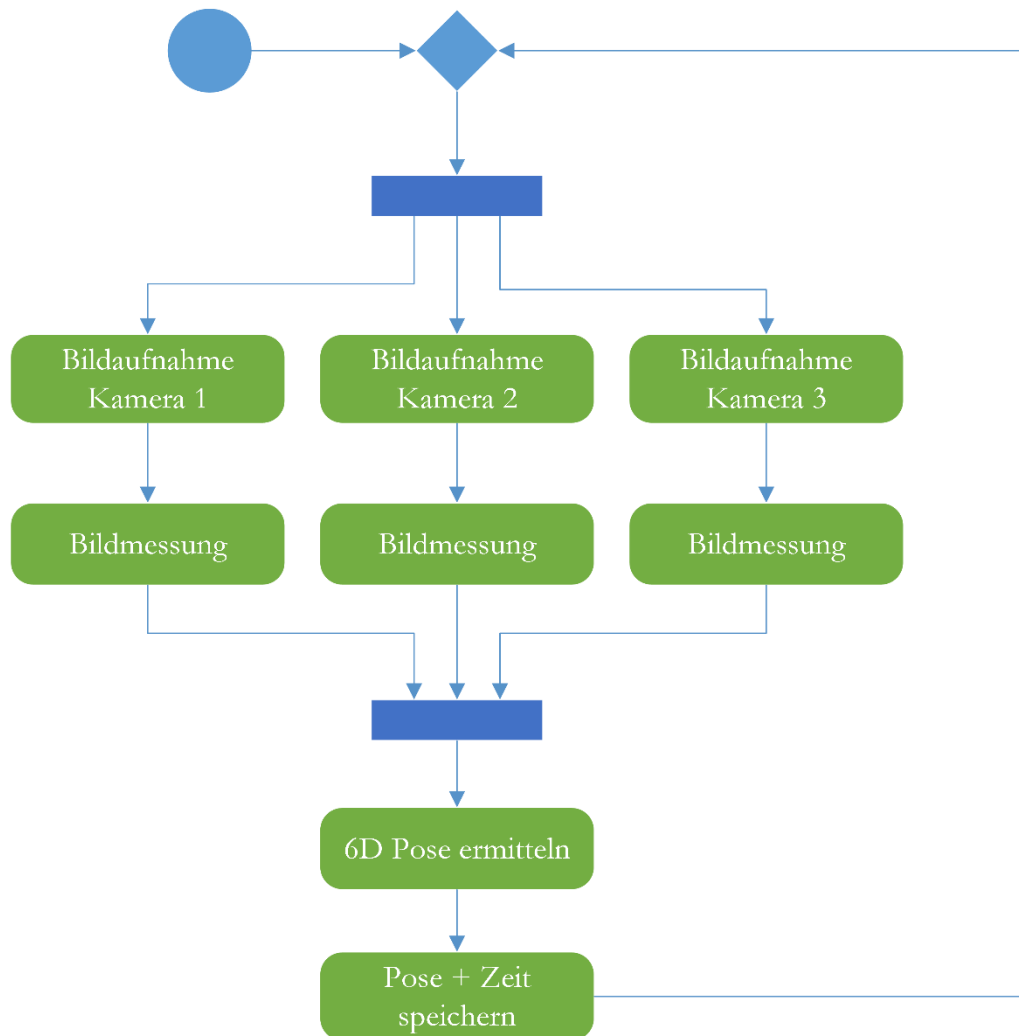 Bildaufnahme
Kamera 1
Bildaufnahme
Kamera 2
Bildaufnahme
Kamera 3
Bildmessung
Bildmessung
Bildmessung
6D Pose ermitteln
Pose + Zeit
speichern